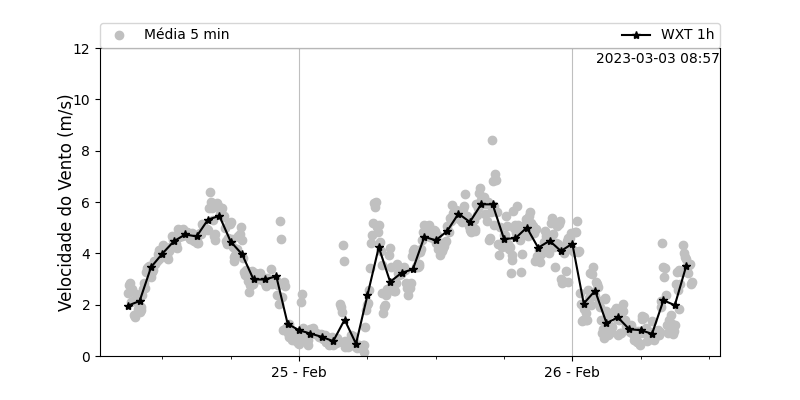 Média 5 min
WXT 1h
2023-03-03 08:57
Velocidade do Vento (m/s)
12
10
8
6
4
2
0
25 - Feb
26 - Feb